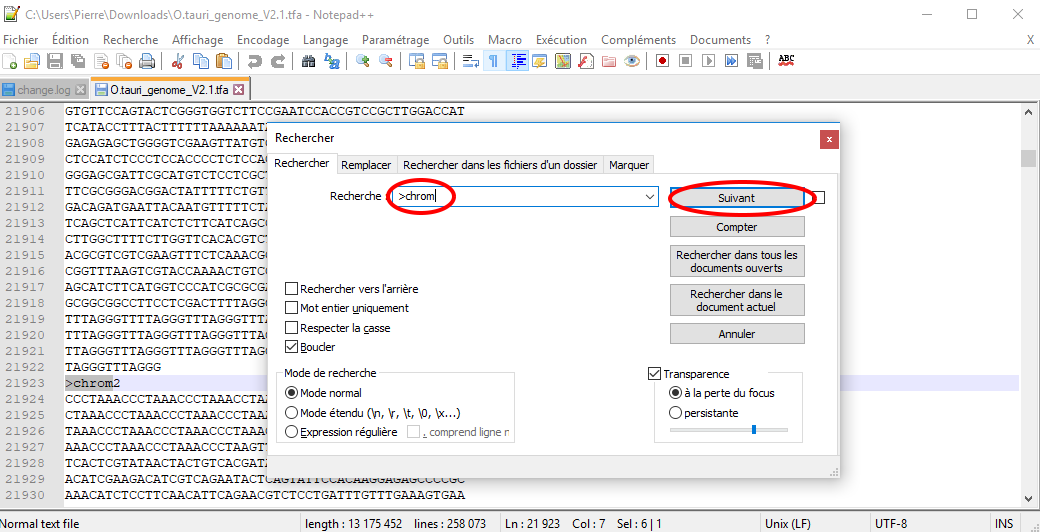 C:\Users\Pierre\Downloads\O.tauri_genome_V2.1.tfa - Notepad++
Fichier Édition Recherche Affichage Encodage Langage Paramétrage Outils Macro Exécution Compléments Documents ? X
ABC
change.log O.tauri_genome_V2.1.tfa
21906 GTGTTCCAGTACTCGGGTGGTCTTCCGAATCCACCGTCCGCTTGGACCAT
21907 TCATACCTTTACTTTTTTAAAAAATA
21908 GAGAGAGCTGGGGTCGAAGTTATGT
21909 CTCCATCTCCCTCCACCCCTCTCCA
21910 GGGAGCGATTCGCATGTCTCCTCGC
21911 TTCGCGGGACGGACTATTTTTCTGT
21912 GACAGATGAATTACAATGTTTTTCT
21913 TCAGCTCATTCATCTCTTCATCAGC
21914 CTTGGCTTTTCTTGGTTCACACGTC
21915 ACGCGTCGTCGAAGTTTCTCAAACG
21916 CGGTTTAAGTCGTACCAAAACTGTC
21917 AGCATCTTCATGGTCCCATCGCGCG
21918 GCGGCGGCCTTCCTCGACTTTTAGG
21919 TTTAGGGTTTAGGGTTTAGGGTTTA
21920 TTTAGGGTTTAGGGTTTAGGGTTTA
21921 TTAGGGTTTAGGGTTTAGGGTTTAG
21922 TAGGGTTTAGGG
21923 >chrom2
21924 CCCTAAACCCTAAACCCTAAACCTA
21925 CTAAACCCTAAACCCTAAACCCTAA
21926 TAAACCCTAAACCCTAAACCCTAAA
21927 AAACCCTAAACCCTAAACCCTAAGT
21928 TCACTCGTATAACTACTGTCACGAT
21929 ACATCGAAGACATCGTCAGAATACTCAGTATTCCACAAGGAGAGCCCCGC
21930 AAACATCTCCTTCAACATTCAGAACGTCTCCTGATTTGTTTGAAAGTGAA
Rechercher x
Rechercher Remplacer Rechercher dans les fichiers d'un dossier Marquer
Recherche : >chrom Suivant
Compter
Rechercher dans tous les
documents ouverts
Rechercher dans le
document actuel
Annuler
Rechercher vers l'arrière
Mot entier uniquement
Respecter la casse
Boucler
Mode de recherche
Mode normal
Mode étendu (\n, \r, \t, \0, \x...)
Expression régulière . comprend ligne n
Transparence
à la perte du focus
persistante
Normal text file length : 13 175 452 lines : 258 073 Ln : 21 923 Col : 7 Sel : 6 | 1 Unix (LF) UTF-8 INS